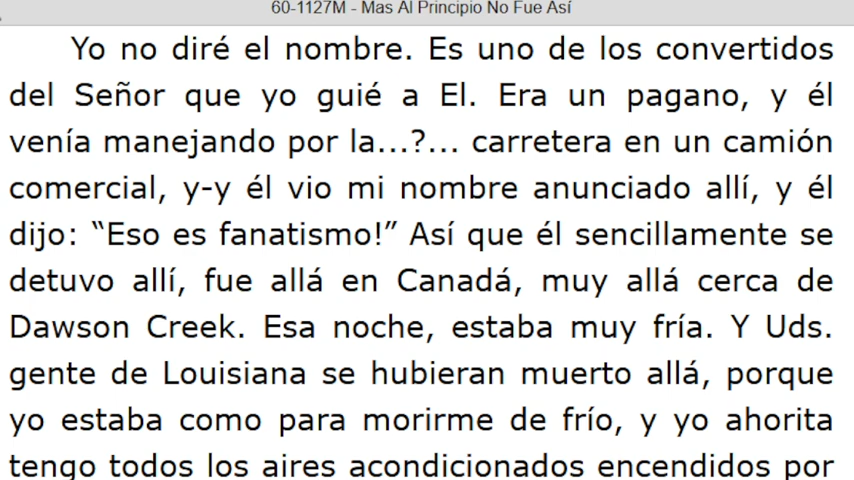 60-1127M - Mas Al Principio No Fue Así
Yo no diré el nombre. Es uno de los convertidos
del Señor que yo guié a El. Era un pagano, y él
venía manejando por la...?... carretera en un camión
comercial, y-y él vio mi nombre anunciado allí, y él
dijo: “Eso es fanatismo!” Así que él sencillamente se
detuvo allí, fue allá en Canadá, muy allá cerca de
Dawson Creek. Esa noche, estaba muy fría. Y Uds.
gente de Louisiana se hubieran muerto allá, porque
yo estaba como para morirme de frío, y yo ahorita
tengo todos los aires acondicionados encendidos por